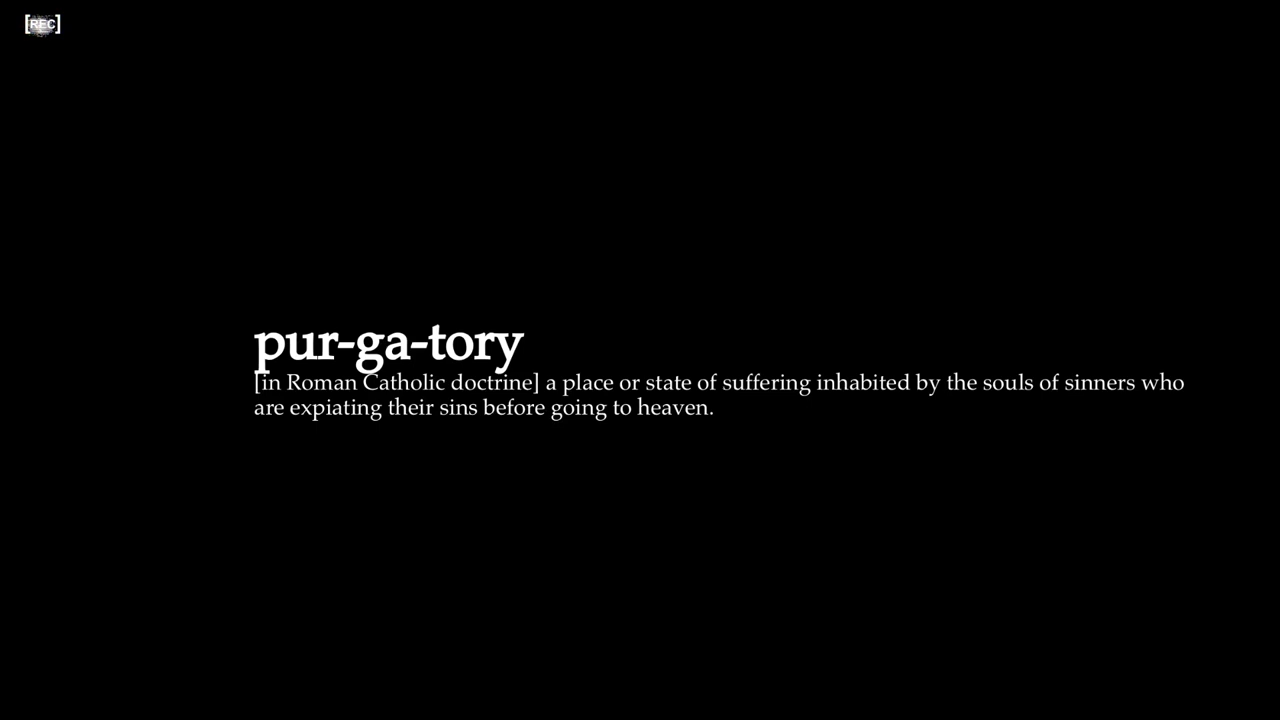 [REC]
pur-ga-tory
[in Roman Catholic doctrine] a place or state of suffering inhabited by the souls of sinners who
are expiating their sins before going to heaven.